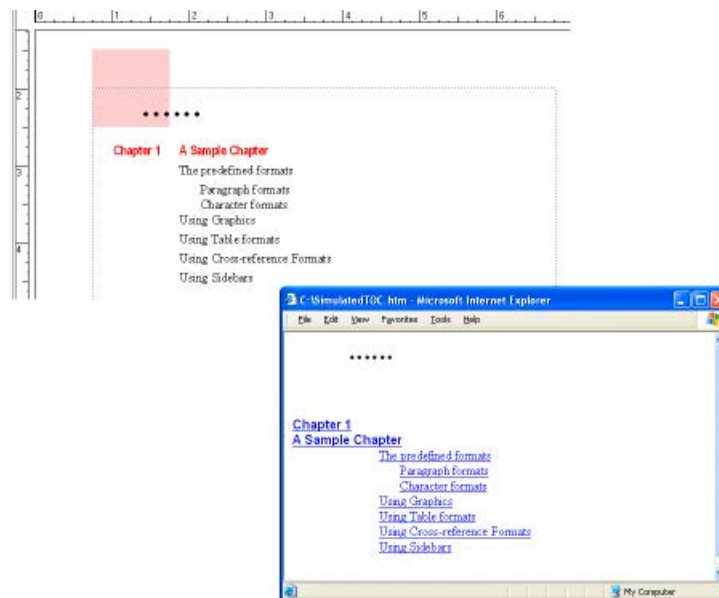 0 1 2 3 4 5 6
2
3
4
••••••
Chapter 1 A Sample Chapter
The predefined formats
Paragraph formats
Character formats
Using Graphics
Using Table formats
Using Cross-reference Formats
Using Sidebars
C:\SimulatedTOC.htm - Microsoft Internet Explorer
File Edit View Favorites Tools Help
••••••
Chapter 1
A Sample Chapter
The predefined formats
Paragraph formats
Character formats
Using Graphics
Using Table formats
Using Cross-reference Formats
Using Sidebars
My Computer